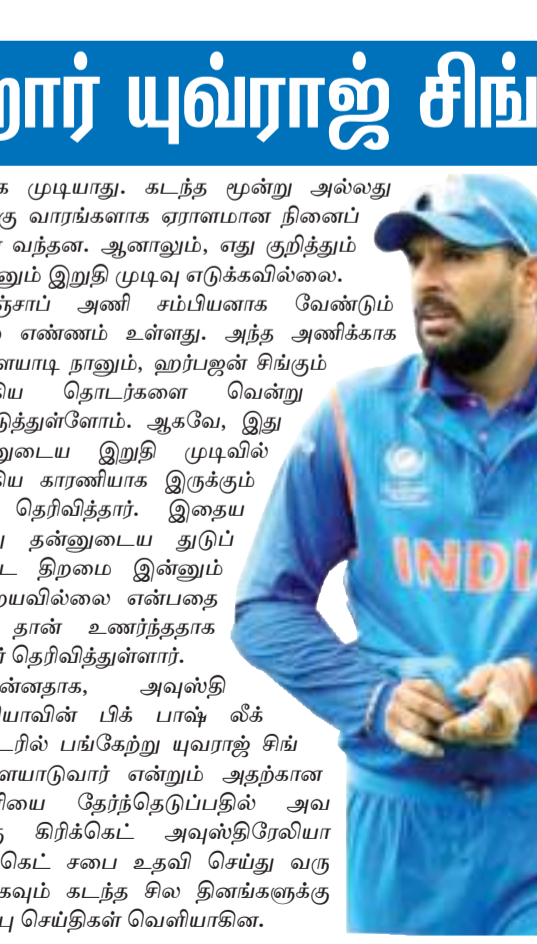 றார் யுவ்ராஜ் சிங்
க முடியாது. கடந்த மூன்று அல்லது
கு வாரங்களாக ஏராளமான நினைப்
வந்தன. ஆனாலும், எது குறித்தும்
னும் இறுதி முடிவு எடுக்கவில்லை.
ஞ்சாப் அணி சம்பியனாக வேண்டும்
எண்ணம் உள்ளது. அந்த அணிக்காக
ளயாடி நானும், ஹர்பஜன் சிங்கும்
கிய தொடர்களை வென்று
டுத்துள்ளோம். ஆகவே, இது
னுடைய இறுதி முடிவில்
கிய காரணியாக இருக்கும்
தெரிவித்தார். இதைய
து தன்னுடைய துடுப்
ட திறமை இன்னும்
றயவில்லை என்பதை
தான் உணர்ந்ததாக
ர் தெரிவித்துள்ளார்.
ன்னதாக, அவுஸ்தி
யாவின் பிக் பாஷ் லீக்
டரில் பங்கேற்று யுவராஜ் சிங்
ளயாடுவார் என்றும் அதற்கான
ியை தேர்ந்தெடுப்பதில் அவ
கு கிரிக்கெட் அவுஸ்திரேலியா
கெட் சபை உதவி செய்து வரு
கவும் கடந்த சில தினங்களுக்கு
பு செய்திகள் வெளியாகின.
INDI